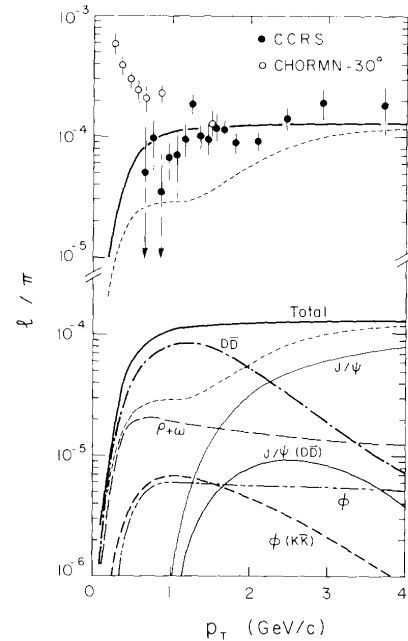 ● CCRS
○ CHORMN-30°
10⁻³
10⁻⁴
10⁻⁵
ℓ / π
10⁻⁴
10⁻⁵
10⁻⁶
Total
DD̄
J/ψ
ρ+ω
J/ψ (DD̄)
φ
φ(KK̄)
0 1 2 3 4
p_T (GeV/c)